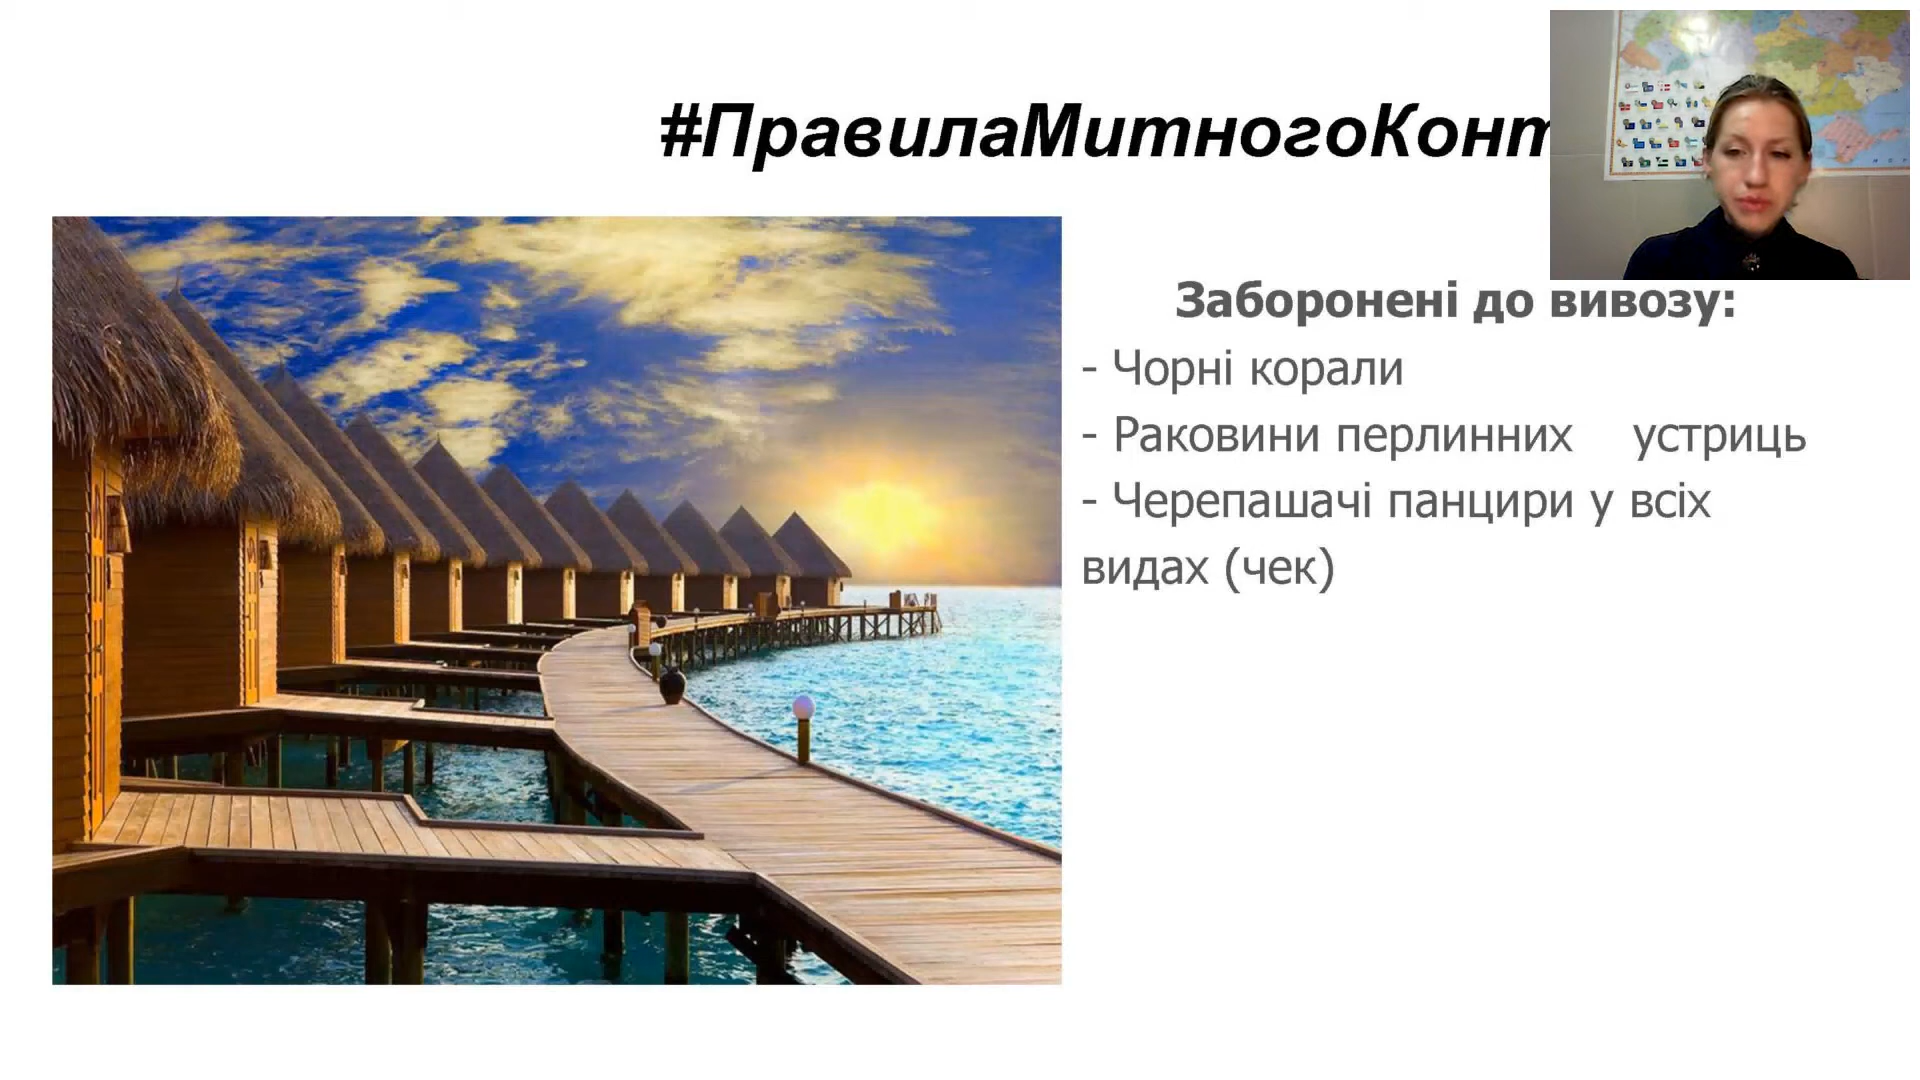 #ПравилаМитногоКонт
Заборонені до вивозу:
- Чорні корали
- Раковини перлинних устриць
- Черепашачі панцири у всіх
видах (чек)